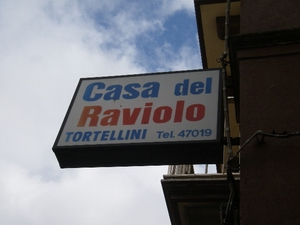 Casa del
Raviolo
TORTELLINI Tel. 47019